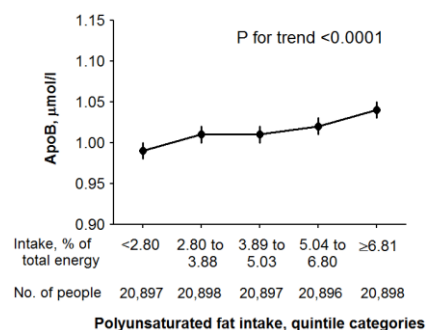 P for trend <0.0001
ApoB, µmol/l
1.15
1.10
1.05
1.00
0.95
0.90
Intake, % of total energy
<2.80
2.80 to 3.88
3.89 to 5.03
5.04 to 6.80
≥6.81
No. of people 20,897 20,898 20,897 20,896 20,898
Polyunsaturated fat intake, quintile categories